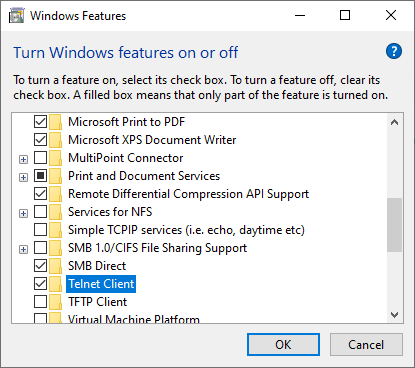 Windows Features
Turn Windows features on or off
?
To turn a feature on, select its check box. To turn a feature off, clear its
check box. A filled box means that only part of the feature is turned on.
Microsoft Print to PDF
Microsoft XPS Document Writer
MultiPoint Connector
Print and Document Services
Remote Differential Compression API Support
Services for NFS
Simple TCPIP services (i.e. echo, daytime etc)
SMB 1.0/CIFS File Sharing Support
SMB Direct
Telnet Client
TFTP Client
Virtual Machine Platform
OK
Cancel